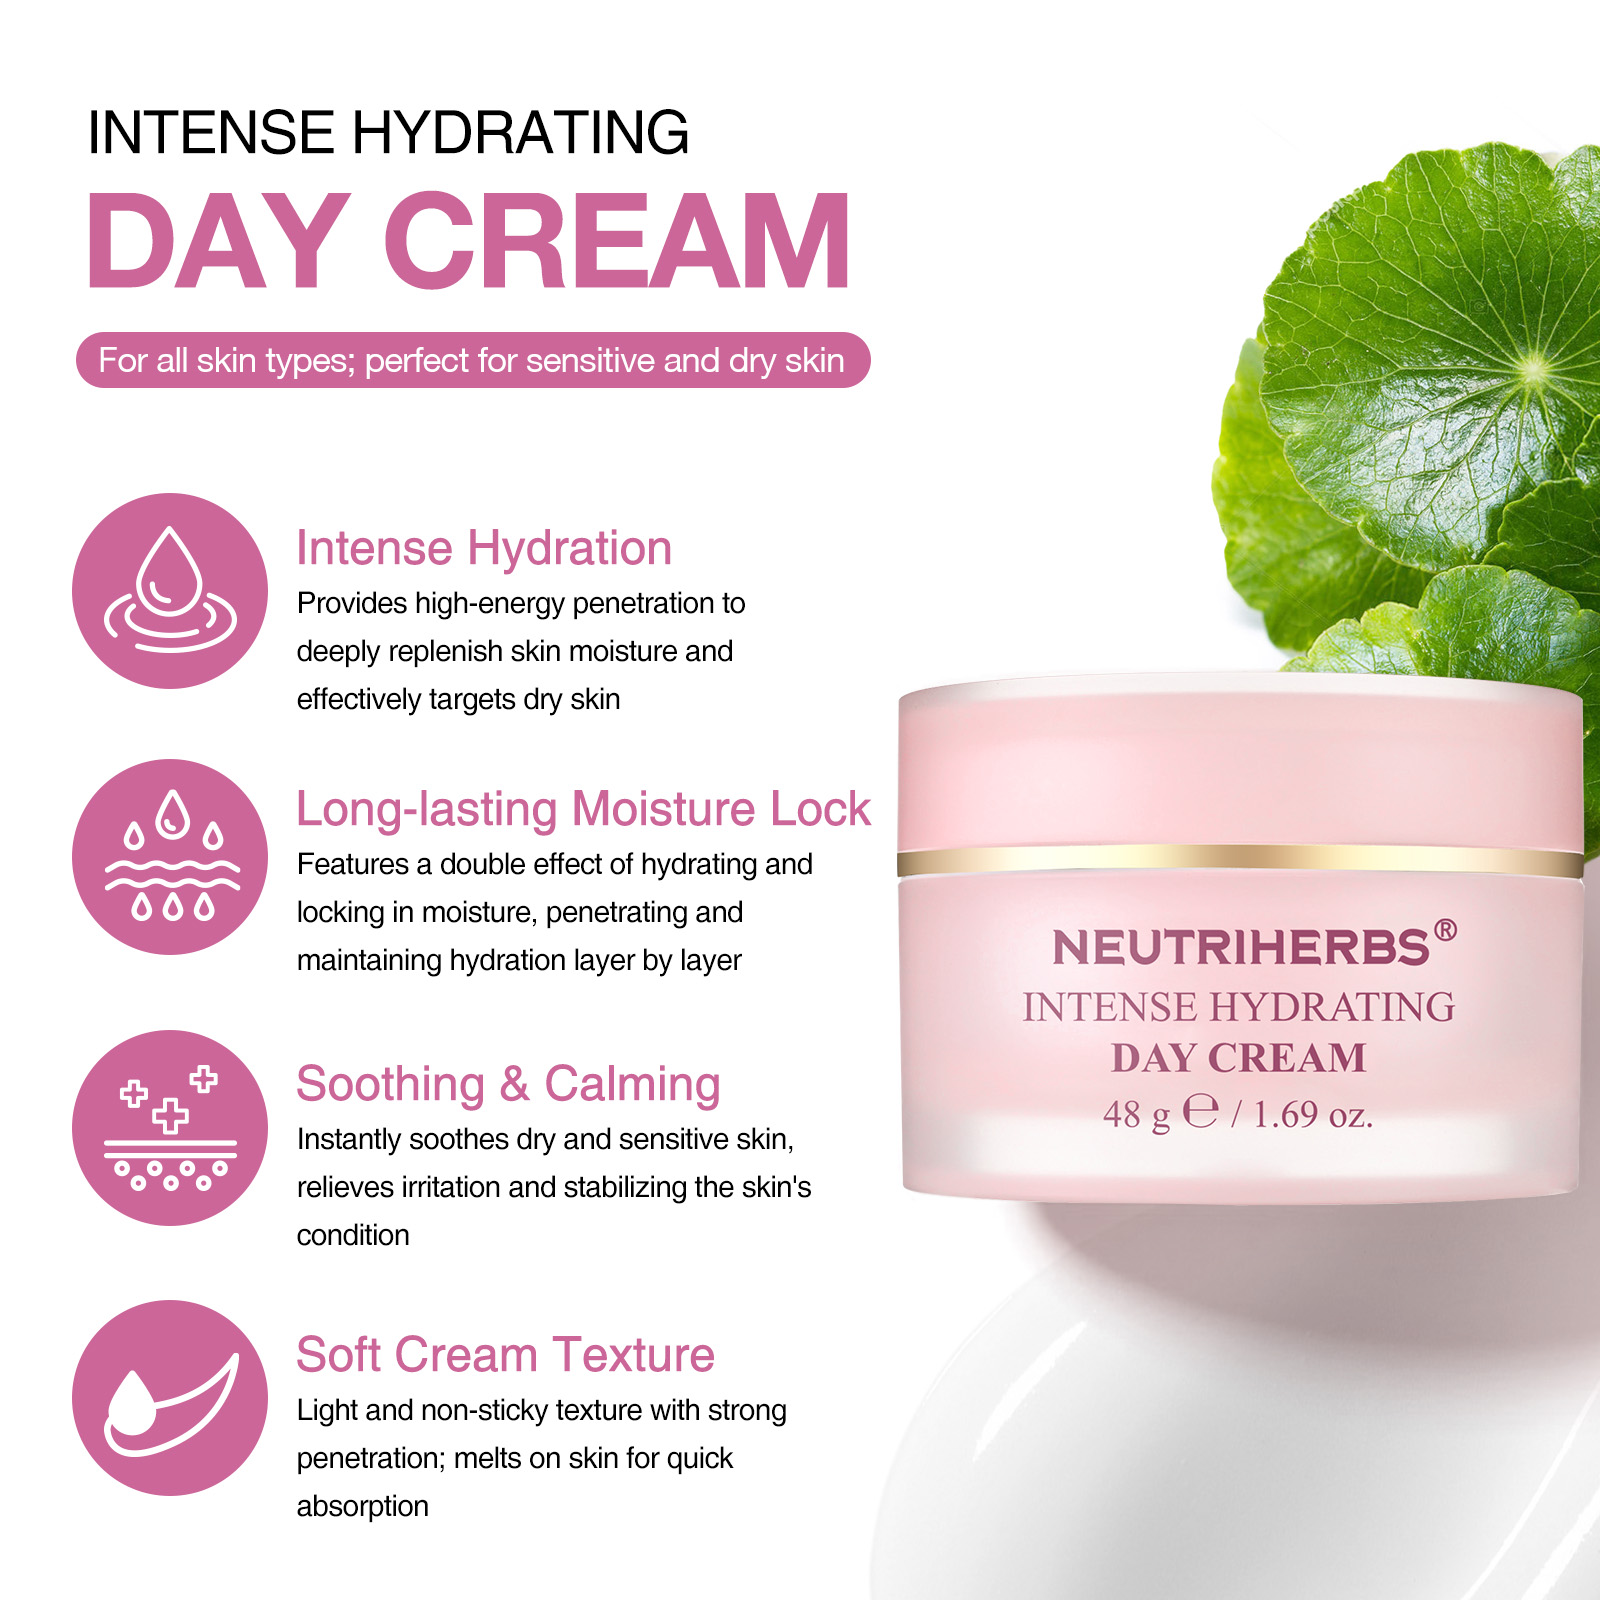 INTENSE HYDRATING
DAY CREAM
For all skin types; perfect for sensitive and dry skin
Intense Hydration
Provides high-energy penetration to
deeply replenish skin moisture and
effectively targets dry skin
Long-lasting Moisture Lock
Features a double effect of hydrating and
locking in moisture, penetrating and
maintaining hydration layer by layer
Soothing & Calming
Instantly soothes dry and sensitive skin,
relieves irritation and stabilizing the skin's
condition
Soft Cream Texture
Light and non-sticky texture with strong
penetration; melts on skin for quick
absorption
NEUTRIHERBS®
INTENSE HYDRATING
DAY CREAM
48 g ℮ / 1.69 oz.